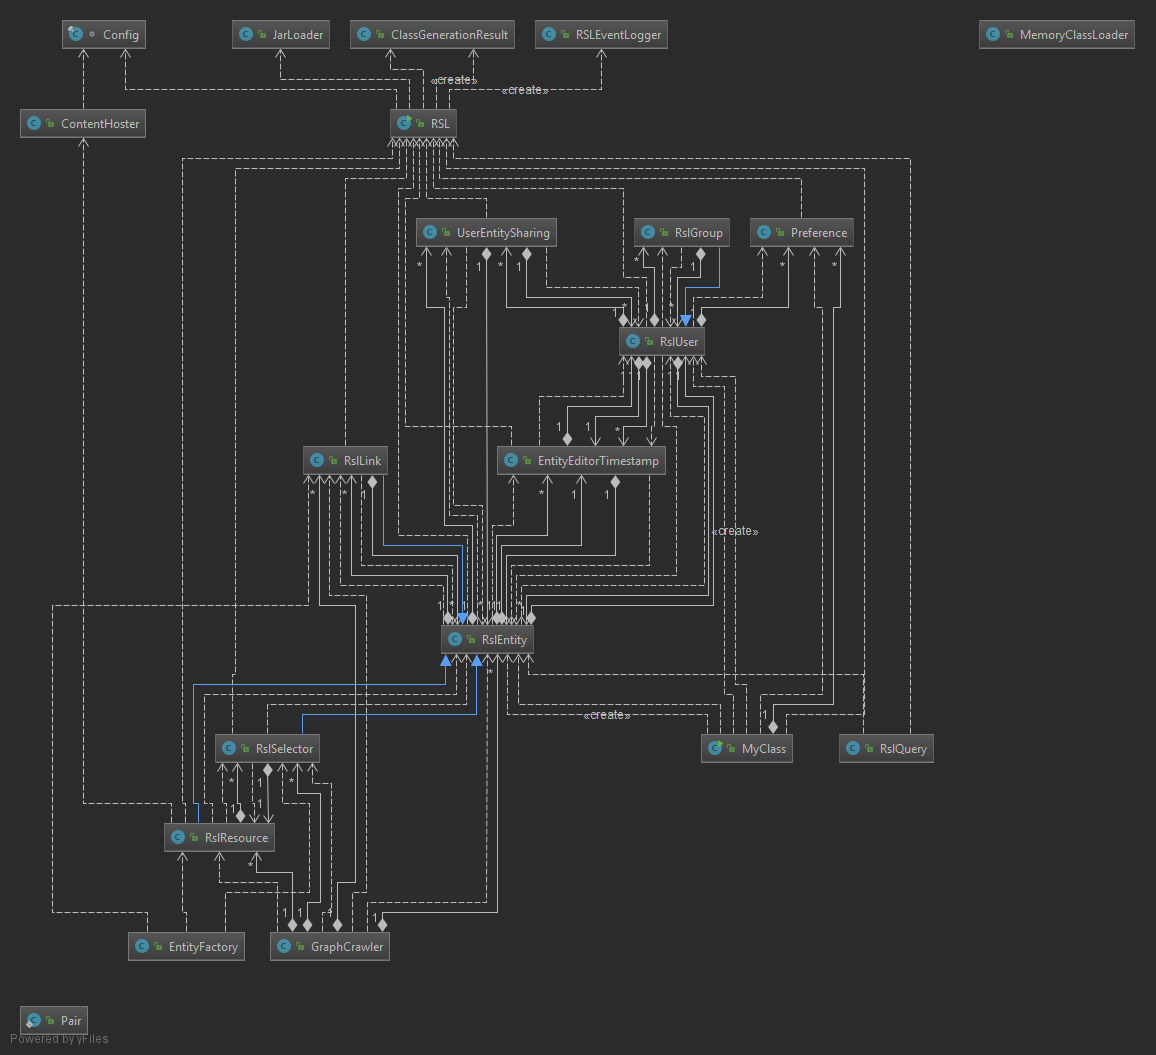 Config
JarLoader
ClassGenerationResult
RSLEventLogger
MemoryClassLoader
«create»
«create»
ContentHoster
RSL
UserEntitySharing
RslGroup
Preference
RslUser
RslLink
EntityEditorTimestamp
«create»
RslEntity
«create»
RslSelector
MyClass
RslQuery
RslResource
EntityFactory
GraphCrawler
Pair
Powered by yFiles